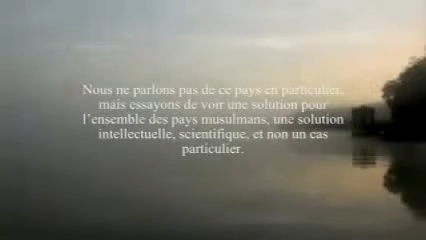 Nous ne parlons pas de ce pays en particulier,
mais essayons de voir une solution pour
l'ensemble des pays musulmans, une solution
intellectuelle, scientifique, et non un cas
particulier.